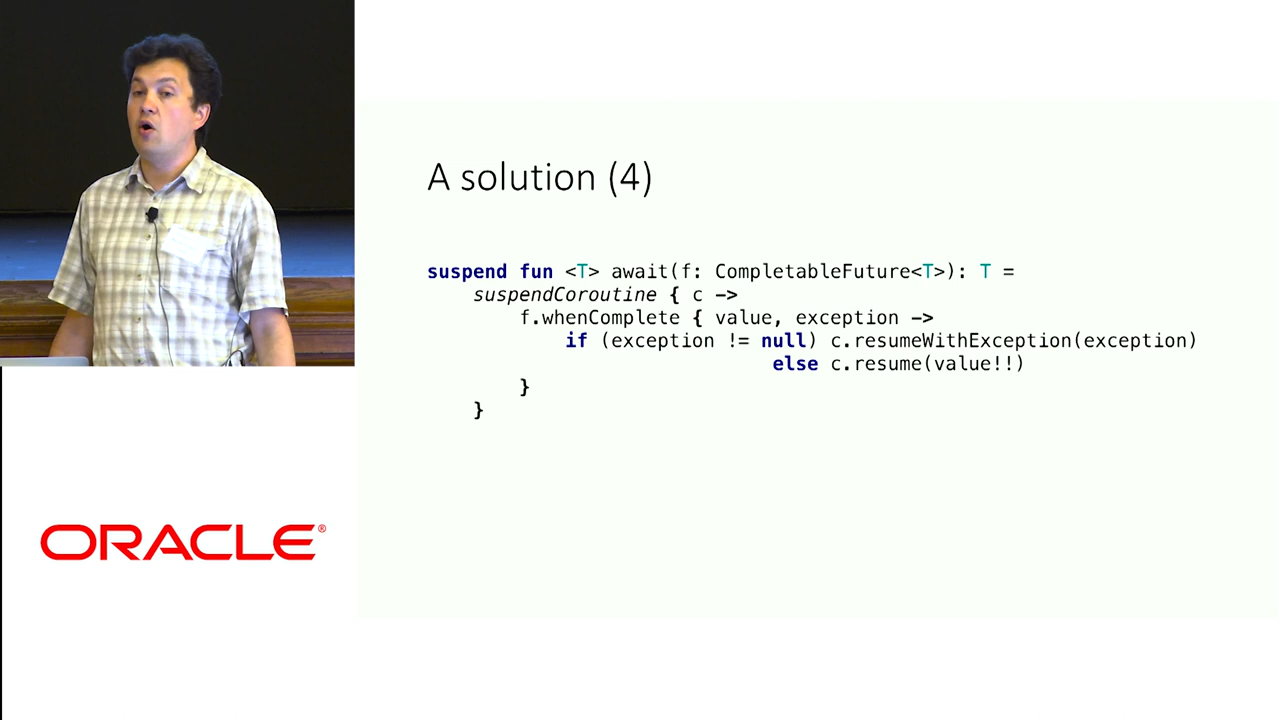 A solution (4)
suspend fun <T> await(f: CompletableFuture<T>): T =
suspendCoroutine { c ->
f.whenComplete { value, exception ->
if (exception != null) c.resumeWithException(exception)
else c.resume(value!!)
}
}
ORACLE®